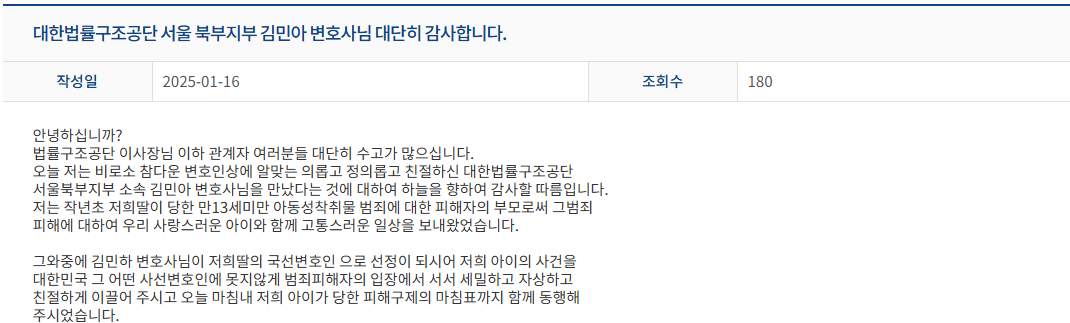 대한법률구조공단 서울 북부지부 김민아 변호사님 대단히 감사합니다.
작성일 2025-01-16 조회수 180
안녕하십니까?
법률구조공단 이사장님 이하 관계자 여러분들 대단히 수고가 많으십니다.
오늘 저는 비로소 참다운 변호인상에 알맞는 의롭고 정의롭고 친절하신 대한법률구조공단
서울북부지부 소속 김민아 변호사님을 만났다는 것에 대하여 하늘을 향하여 감사할 따름입니다.
저는 작년초 저희딸이 당한 만13세미만 아동성착취물 범죄에 대한 피해자의 부모로써 그범죄
피해에 대하여 우리 사랑스러운 아이와 함께 고통스러운 일상을 보내왔었습니다.
그와중에 김민하 변호사님이 저희딸의 국선변호인 으로 선정이 되시어 저희 아이의 사건을
대한민국 그 어떤 사선변호인에 못지않게 범죄피해자의 입장에서 서서 세밀하고 자상하고
친절하게 이끌어 주시고 오늘 마침내 저희 아이가 당한 피해구제의 마침표까지 함께 동행해
주시었습니다.